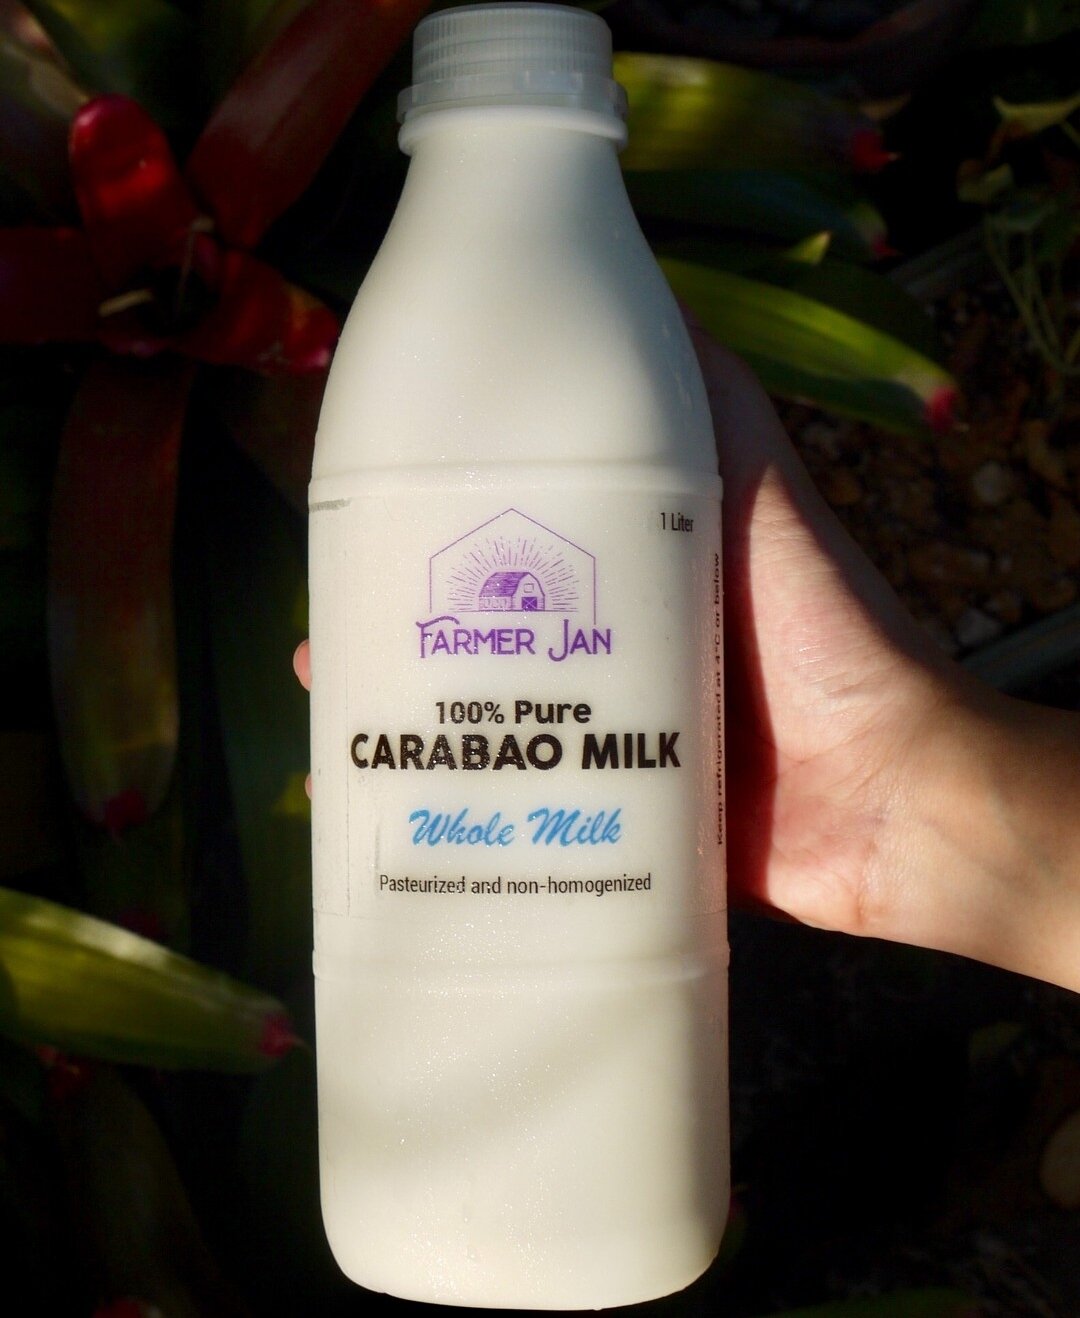 1 Liter
FARMER JAN
100% Pure
CARABAO MILK
Whole Milk
Pasteurized and non-homogenized
Keep refrigerated at 4°C or below